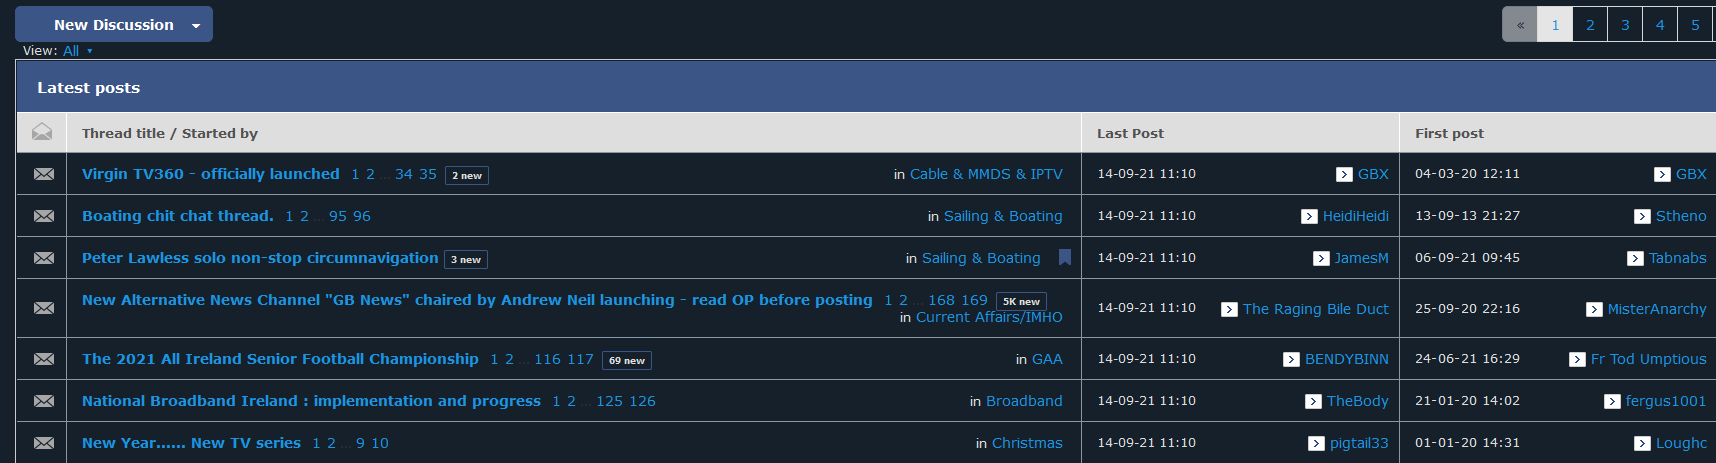 New Discussion
« 1 2 3 4 5
View: All
Latest posts
Thread title / Started by Last Post First post
Virgin TV360 - officially launched 1 2 ... 34 35 2 new in Cable & MMDS & IPTV 14-09-21 11:10 GBX 04-03-20 12:11 GBX
Boating chit chat thread. 1 2 ... 95 96 in Sailing & Boating 14-09-21 11:10 HeidiHeidi 13-09-13 21:27 Stheno
Peter Lawless solo non-stop circumnavigation 3 new in Sailing & Boating 14-09-21 11:10 JamesM 06-09-21 09:45 Tabnabs
New Alternative News Channel "GB News" chaired by Andrew Neil launching - read OP before posting 1 2 ... 168 169 5K new
in Current Affairs/IMHO 14-09-21 11:10 The Raging Bile Duct 25-09-20 22:16 MisterAnarchy
The 2021 All Ireland Senior Football Championship 1 2 ... 116 117 69 new in GAA 14-09-21 11:10 BENDYBINN 24-06-21 16:29 Fr Tod Umptious
National Broadband Ireland : implementation and progress 1 2 ... 125 126 in Broadband 14-09-21 11:10 TheBody 21-01-20 14:02 fergus1001
New Year...... New TV series 1 2 ... 9 10 in Christmas 14-09-21 11:10 pigtail33 01-01-20 14:31 Loughc